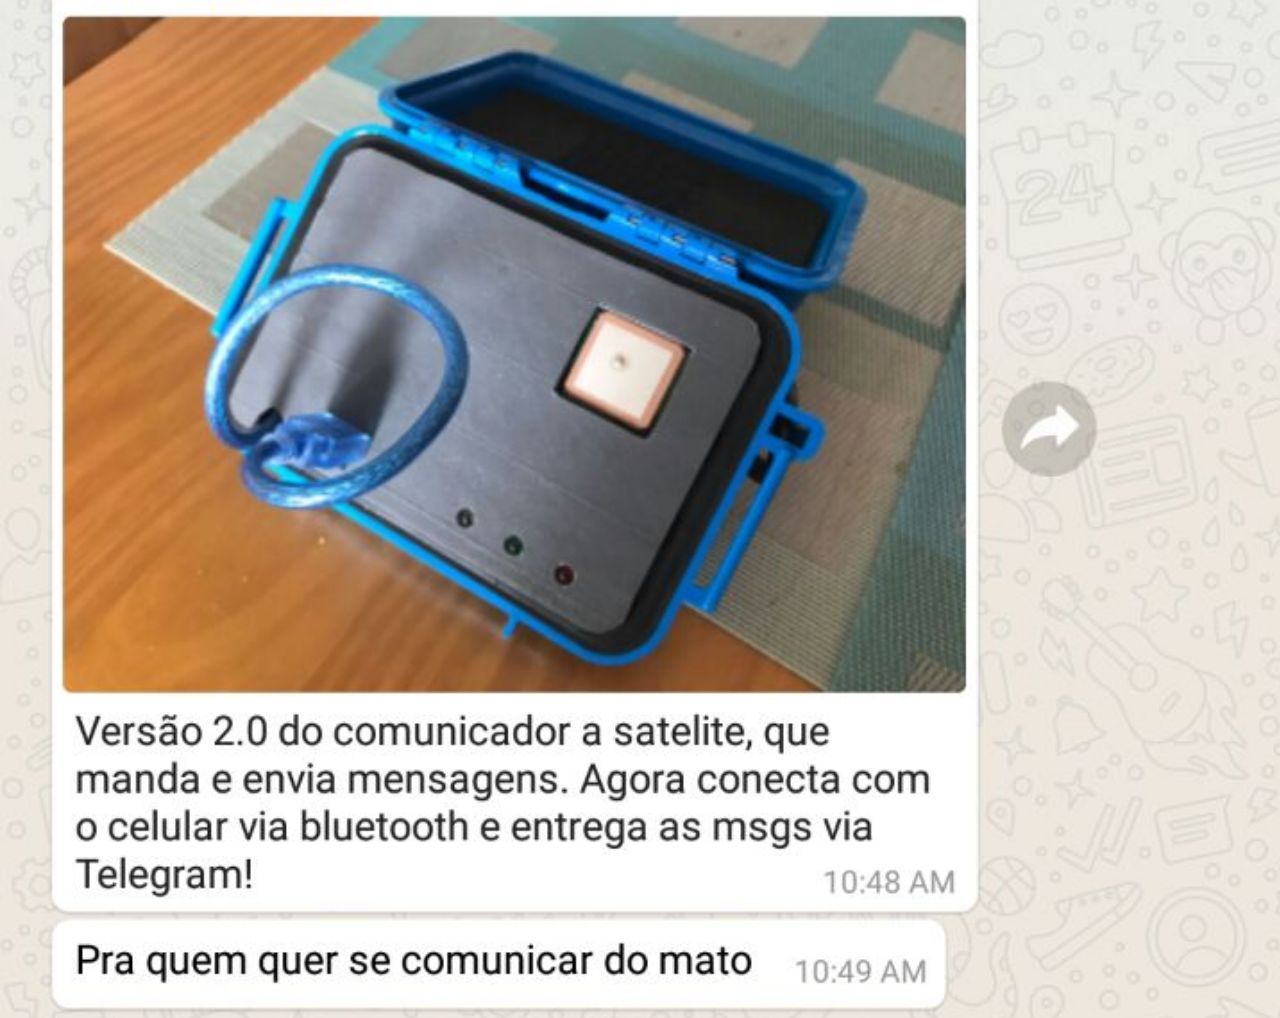 Versão 2.0 do comunicador a satelite, que
manda e envia mensagens. Agora conecta com
o celular via bluetooth e entrega as msgs via
Telegram!
10:48 AM
Pra quem quer se comunicar do mato
10:49 AM
24